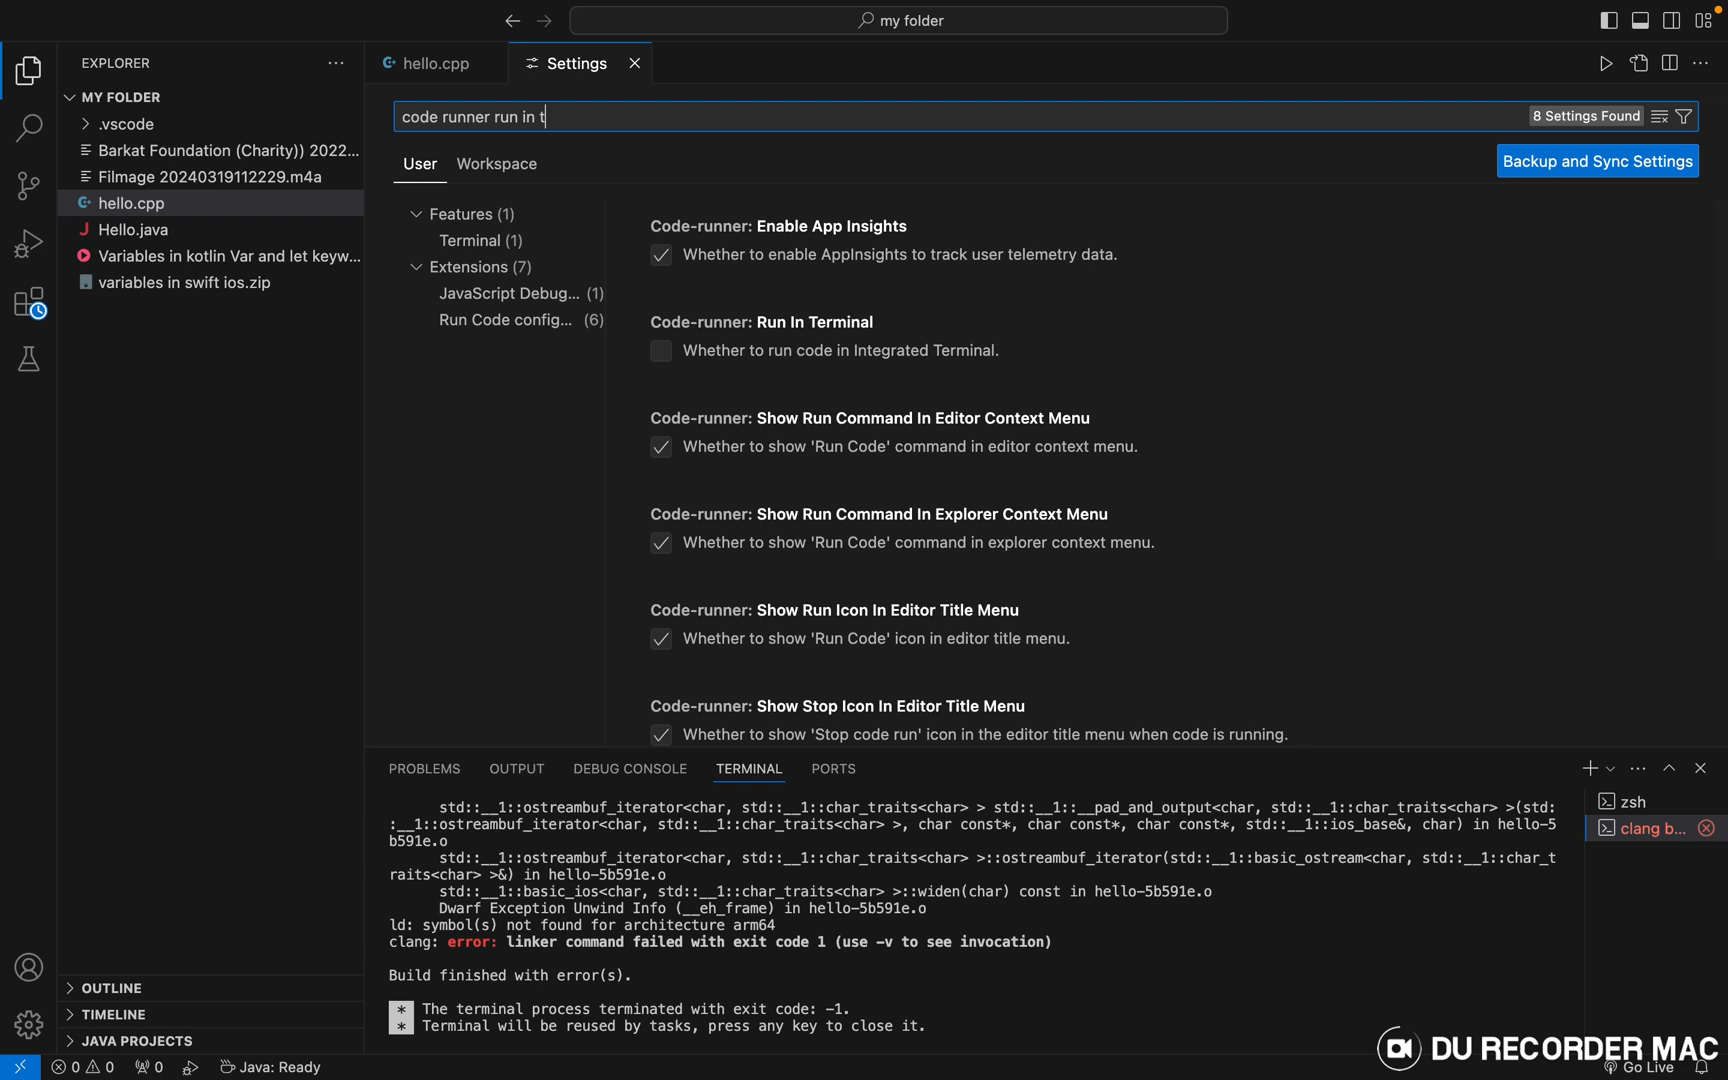 my folder
EXPLORER
MY FOLDER
.vscode
Barkat Foundation (Charity)) 2022...
Filmage 20240319112229.m4a
hello.cpp
Hello.java
Variables in kotlin Var and let keyw...
variables in swift ios.zip
OUTLINE
TIMELINE
JAVA PROJECTS
hello.cpp
Settings
code runner run in t
8 Settings Found
User
Workspace
Backup and Sync Settings
Features (1)
Terminal (1)
Extensions (7)
JavaScript Debug... (1)
Run Code config... (6)
Code-runner: Enable App Insights
Whether to enable AppInsights to track user telemetry data.
Code-runner: Run In Terminal
Whether to run code in Integrated Terminal.
Code-runner: Show Run Command In Editor Context Menu
Whether to show 'Run Code' command in editor context menu.
Code-runner: Show Run Command In Explorer Context Menu
Whether to show 'Run Code' command in explorer context menu.
Code-runner: Show Run Icon In Editor Title Menu
Whether to show 'Run Code' icon in editor title menu.
Code-runner: Show Stop Icon In Editor Title Menu
Whether to show 'Stop code run' icon in the editor title menu when code is running.
PROBLEMS OUTPUT DEBUG CONSOLE TERMINAL PORTS
std::__1::ostreambuf_iterator<char, std::__1::char_traits<char> > std::__1::__pad_and_output<char, std::__1::char_traits<char> >(std:
:__1::ostreambuf_iterator<char, std::__1::char_traits<char> >, char const*, char const*, char const*, std::__1::ios_base&, char) in hello-5
b591e.o
std::__1::ostreambuf_iterator<char, std::__1::char_traits<char> >::ostreambuf_iterator(std::__1::basic_ostream<char, std::__1::char_t
raits<char> >&) in hello-5b591e.o
std::__1::basic_ios<char, std::__1::char_traits<char> >::widen(char) const in hello-5b591e.o
Dwarf Exception Unwind Info (__eh_frame) in hello-5b591e.o
ld: symbol(s) not found for architecture arm64
clang: error: linker command failed with exit code 1 (use -v to see invocation)
Build finished with error(s).
* The terminal process terminated with exit code: -1.
* Terminal will be reused by tasks, press any key to close it.
zsh
clang b...
DU RECORDER MAC
0 0 0 Java: Ready
Go Live